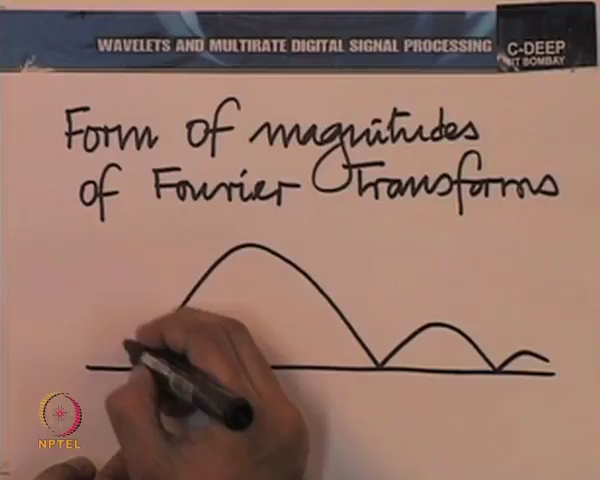 WAVELETS AND MULTIRATE DIGITAL SIGNAL PROCESSING
C-DEEP
IIT BOMBAY
Form of magnitudes
of Fourier Transforms
NPTEL